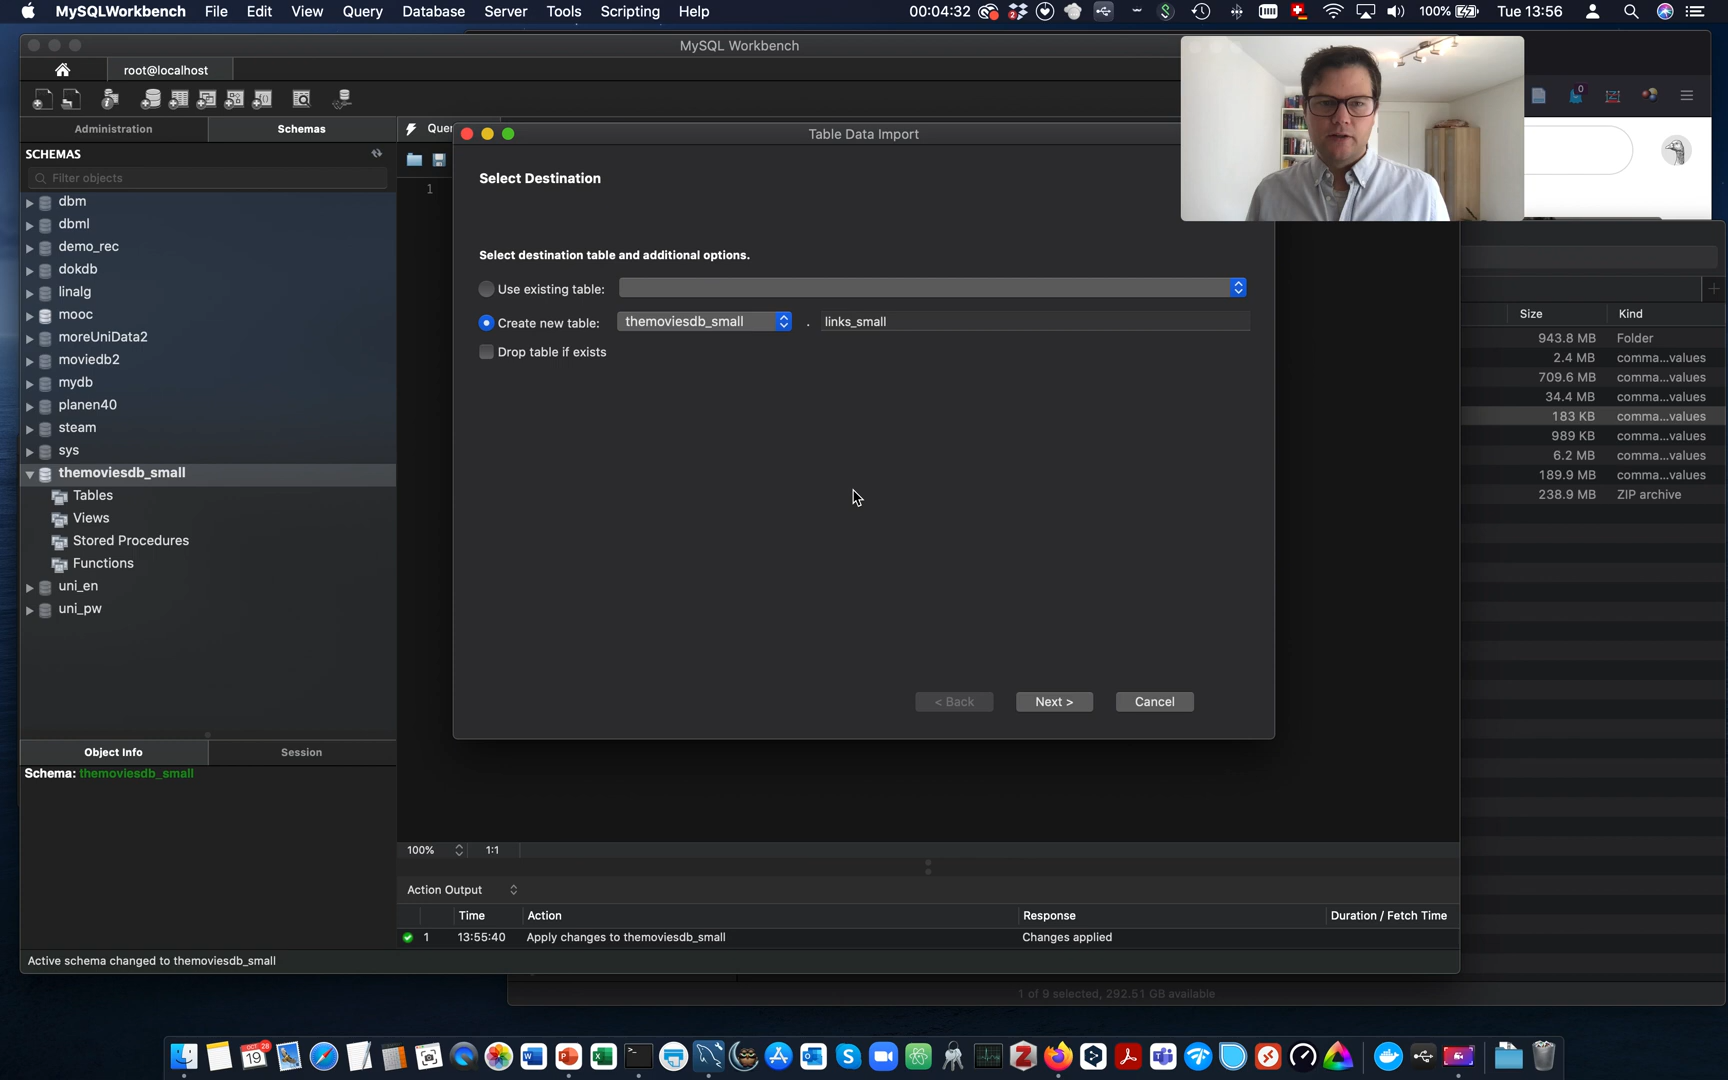 MySQLWorkbench File Edit View Query Database Server Tools Scripting Help 00:04:32 100% Tue 13:56
MySQL Workbench
root@localhost
Administration
Schemas
Quer
Table Data Import
SCHEMAS
Filter objects
1
Select Destination
dbm
dbml
demo_rec
dokdb
linalg
mooc
moreUniData2
moviedb2
mydb
planen40
steam
sys
themoviesdb_small
Tables
Views
Stored Procedures
Functions
uni_en
uni_pw
Select destination table and additional options.
Use existing table:
Create new table: themoviesdb_small . links_small
Drop table if exists
< Back Next > Cancel
0
Size Kind
943.8 MB Folder
2.4 MB comma...values
709.6 MB comma...values
34.4 MB comma...values
183 KB comma...values
989 KB comma...values
6.2 MB comma...values
189.9 MB comma...values
238.9 MB ZIP archive
Object Info
Session
Schema: themoviesdb_small
100% 1:1
Action Output
Time Action Response Duration / Fetch Time
1 13:55:40 Apply changes to themoviesdb_small Changes applied
Active schema changed to themoviesdb_small
1 of 9 selected, 292.51 GB available
OCT 26
19